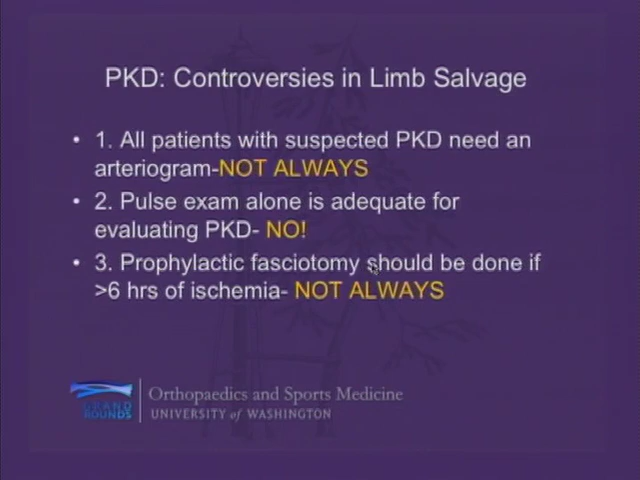 PKD: Controversies in Limb Salvage
• 1. All patients with suspected PKD need an
arteriogram-NOT ALWAYS
• 2. Pulse exam alone is adequate for
evaluating PKD- NO!
• 3. Prophylactic fasciotomy should be done if
>6 hrs of ischemia- NOT ALWAYS
GRAND
ROUNDS
Orthopaedics and Sports Medicine
UNIVERSITY of WASHINGTON